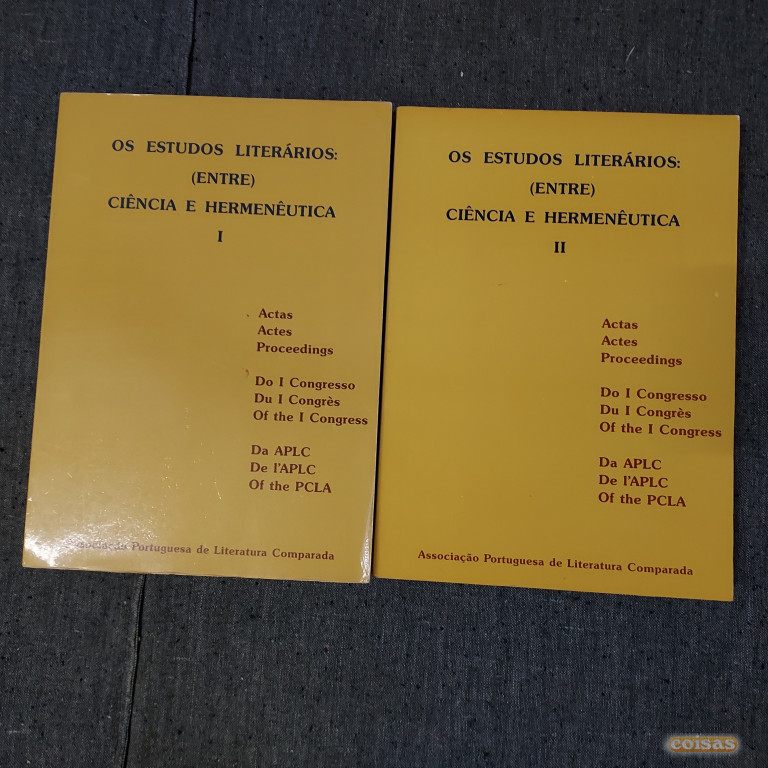 OS ESTUDOS LITERÁRIOS:
(ENTRE)
CIÊNCIA E HERMENÊUTICA
I
Actas
Actes
Proceedings
Do I Congresso
Du I Congrès
Of the I Congress
Da APLC
De l'APLC
Of the PCLA
Associação Portuguesa de Literatura Comparada
OS ESTUDOS LITERÁRIOS:
(ENTRE)
CIÊNCIA E HERMENÊUTICA
II
Actas
Actes
Proceedings
Do I Congresso
Du I Congrès
Of the I Congress
Da APLC
De l'APLC
Of the PCLA
Associação Portuguesa de Literatura Comparada
coisas